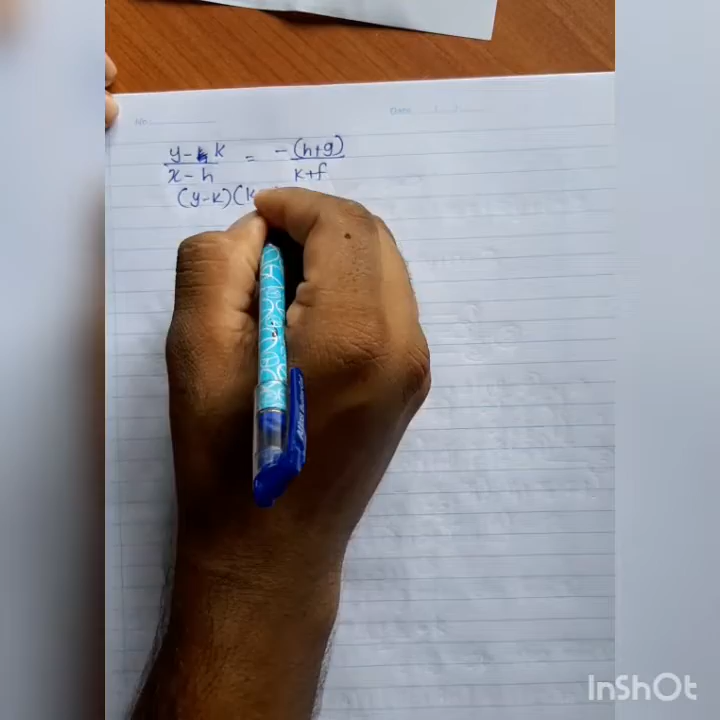 No:
Date
y-k / x-h = -(h+g) / k+f
(y-k)(k
InShOt